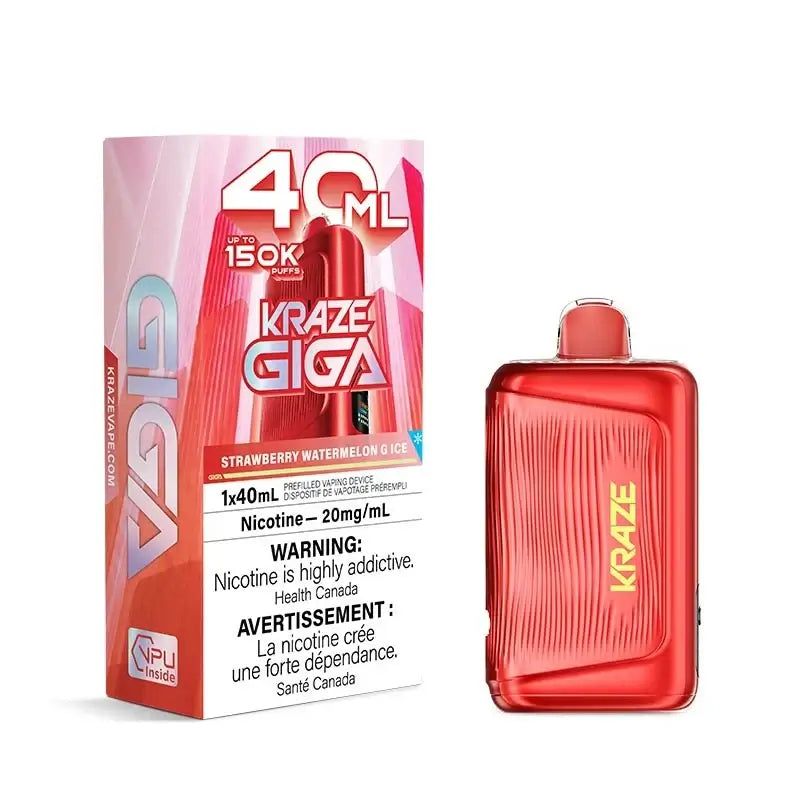 40ML
UP TO
150K
PUFFS
KRAZE
GIGA
STRAWBERRY WATERMELON G ICE
GIGA
1x40mL PREFILLED VAPING DEVICE
DISPOSITIF DE VAPOTAGE PRÉREMPLI
Nicotine — 20mg/mL
WARNING:
Nicotine is highly addictive.
Health Canada
AVERTISSEMENT :
La nicotine crée
une forte dépendance.
Santé Canada
GIGA
KRAZEVAPE.COM
VPU
Inside
KRAZE